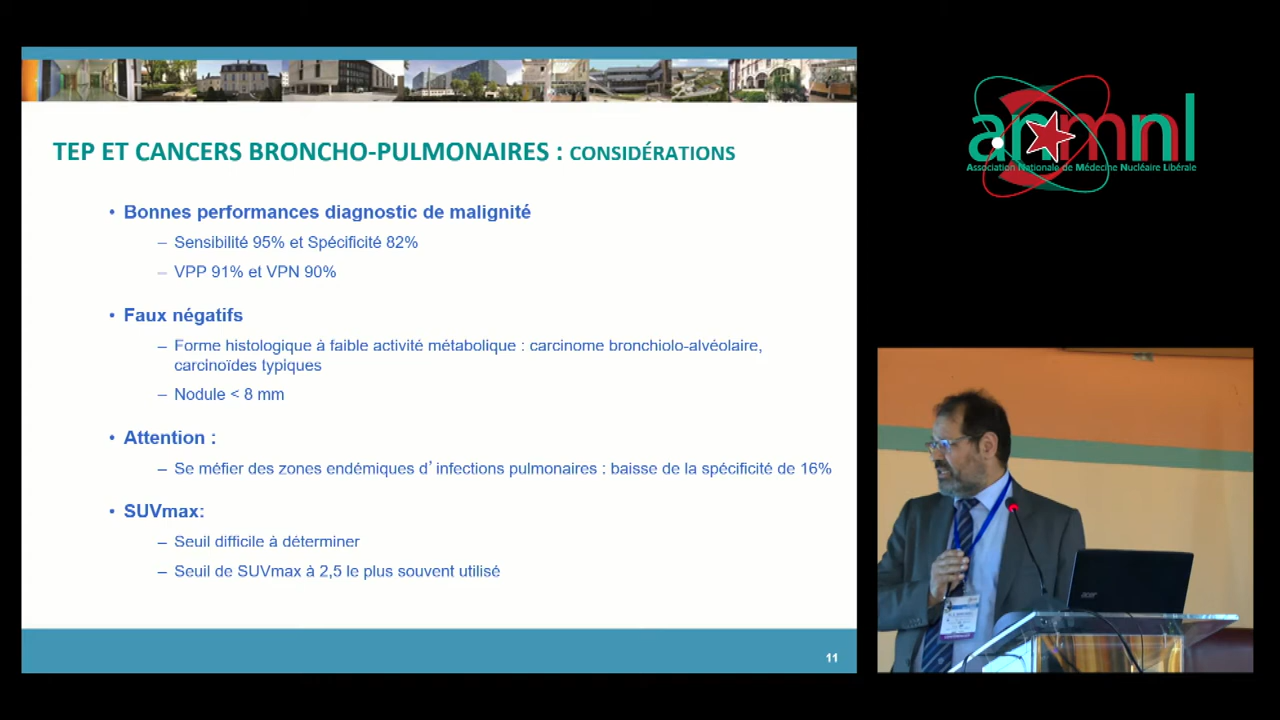 TEP ET CANCERS BRONCHO-PULMONAIRES : CONSIDÉRATIONS
• Bonnes performances diagnostic de malignité
– Sensibilité 95% et Spécificité 82%
– VPP 91% et VPN 90%
• Faux négatifs
– Forme histologique à faible activité métabolique : carcinome bronchiolo-alvéolaire,
carcinoïdes typiques
– Nodule < 8 mm
• Attention :
– Se méfier des zones endémiques d’infections pulmonaires : baisse de la spécificité de 16%
• SUVmax:
– Seuil difficile à déterminer
– Seuil de SUVmax à 2,5 le plus souvent utilisé
11
anmnl
Association Nationale de Médecine Nucléaire Libérale
acer